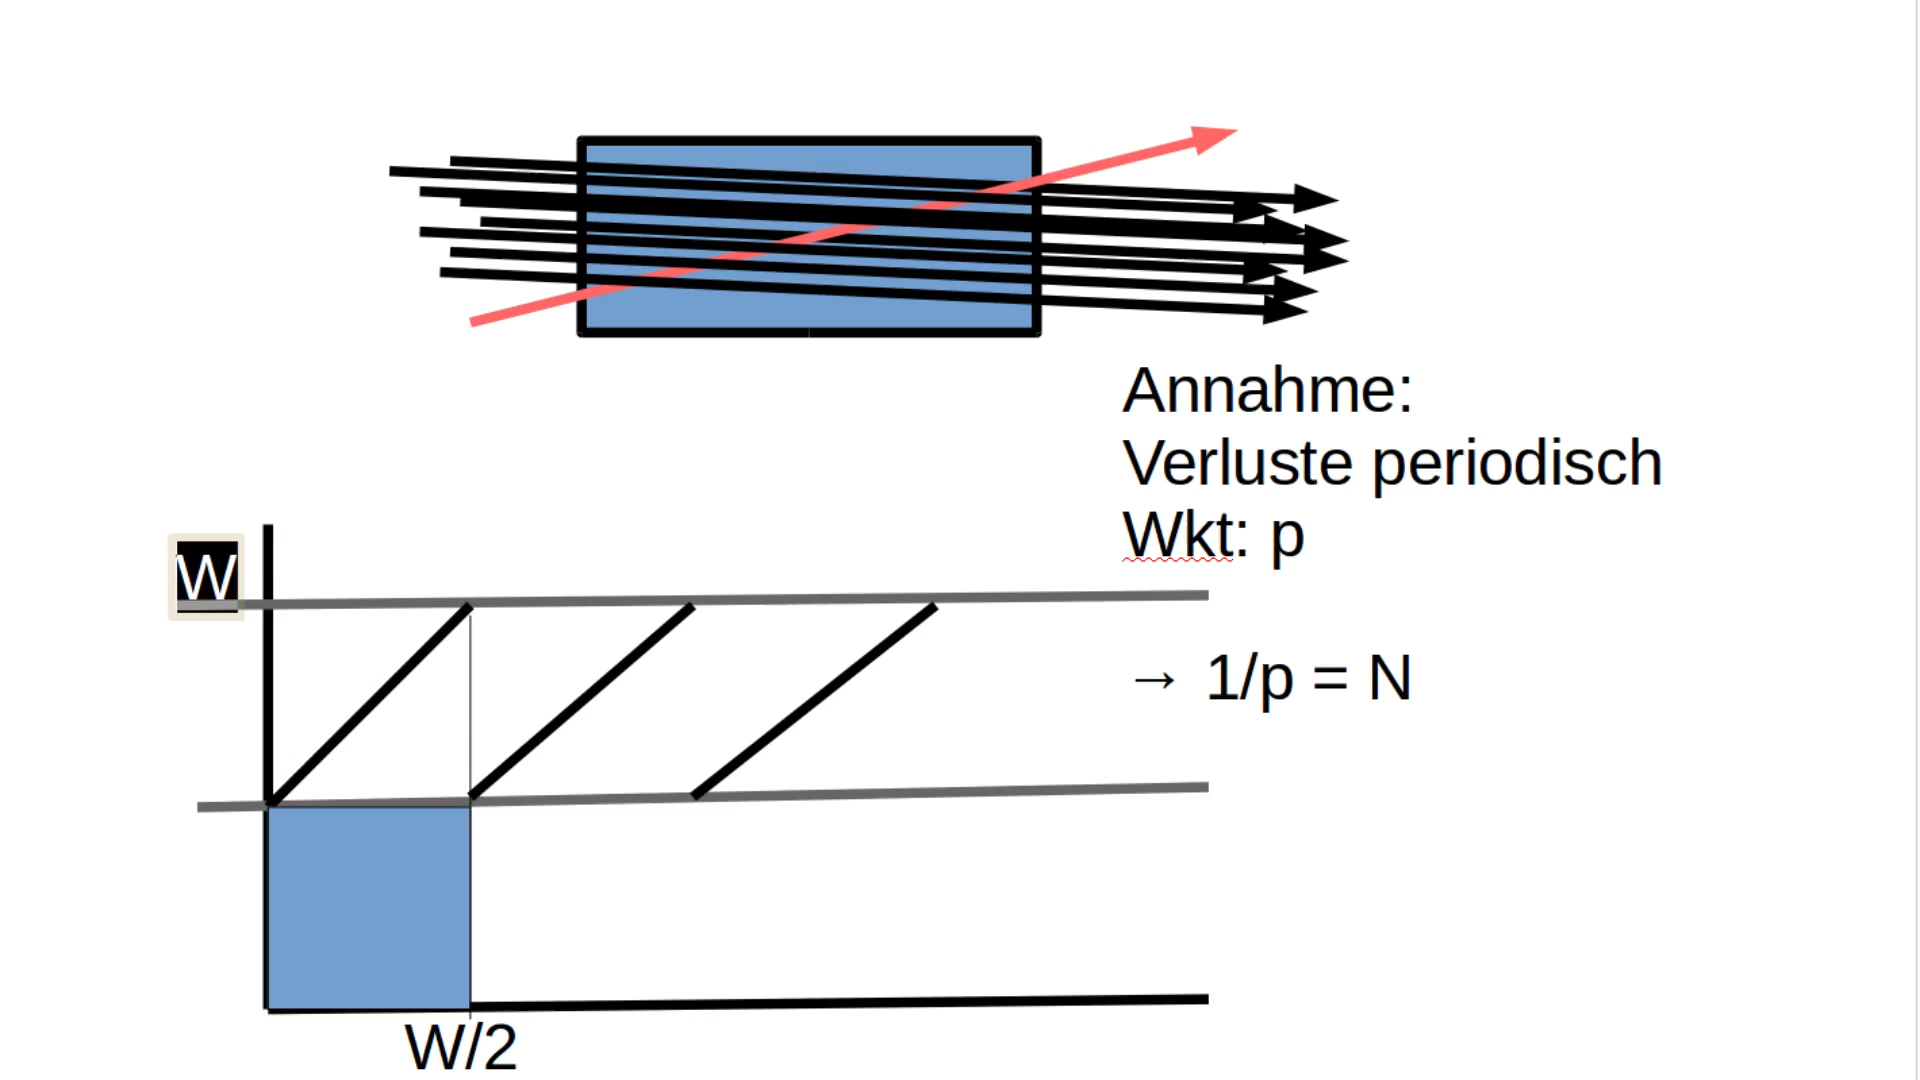 Annahme:
Verluste periodisch
Wkt: p
W
→ 1/p = N
W/2